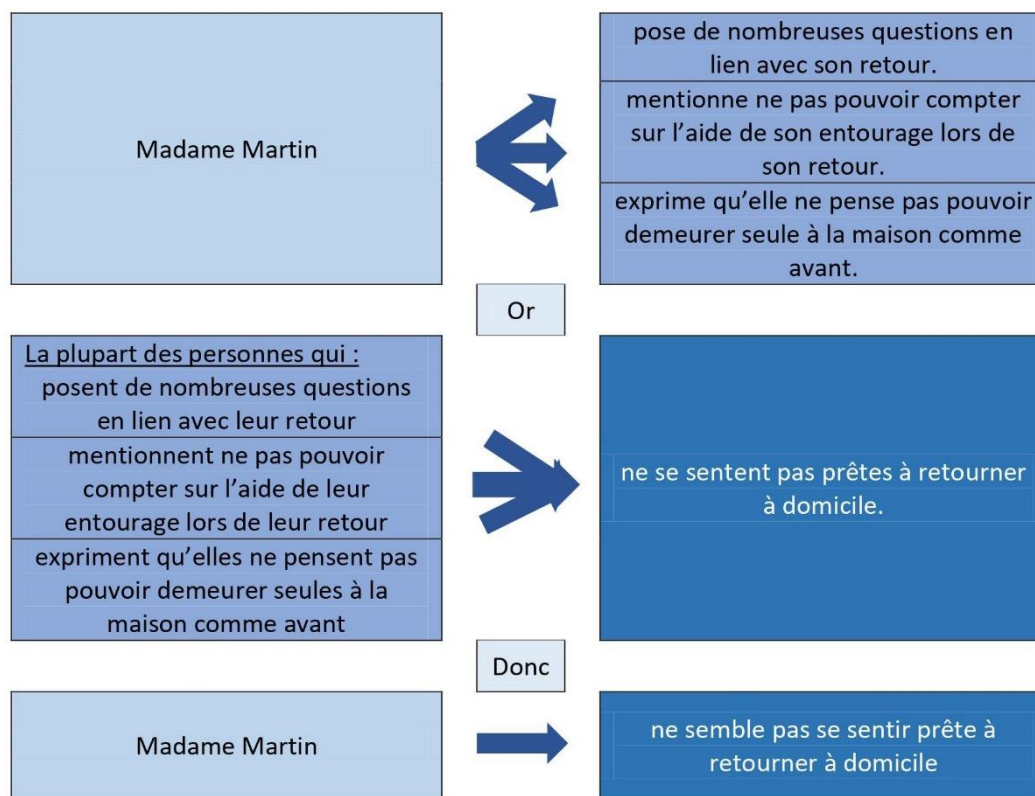 Madame Martin
pose de nombreuses questions en
lien avec son retour.
mentionne ne pas pouvoir compter
sur l'aide de son entourage lors de
son retour.
exprime qu'elle ne pense pas pouvoir
demeurer seule à la maison comme
avant.
Or
La plupart des personnes qui :
posent de nombreuses questions
en lien avec leur retour
mentionnent ne pas pouvoir
compter sur l'aide de leur
entourage lors de leur retour
expriment qu'elles ne pensent pas
pouvoir demeurer seules à la
maison comme avant
ne se sentent pas prêtes à retourner
à domicile.
Donc
Madame Martin
ne semble pas se sentir prête à
retourner à domicile